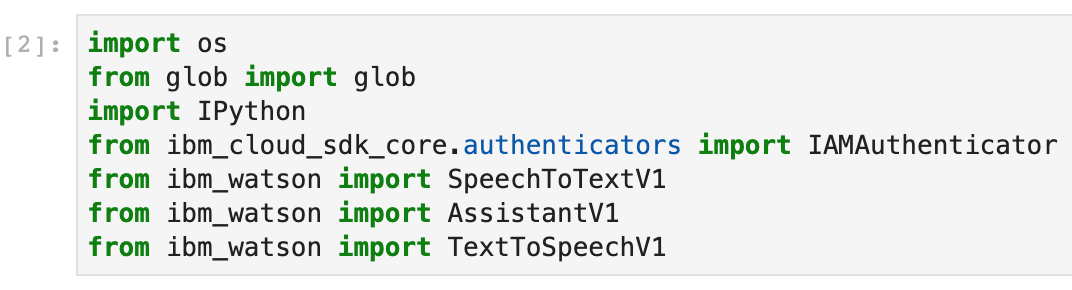 [2]:
import os
from glob import glob
import IPython
from ibm_cloud_sdk_core.authenticators import IAMAuthenticator
from ibm_watson import SpeechToTextV1
from ibm_watson import AssistantV1
from ibm_watson import TextToSpeechV1